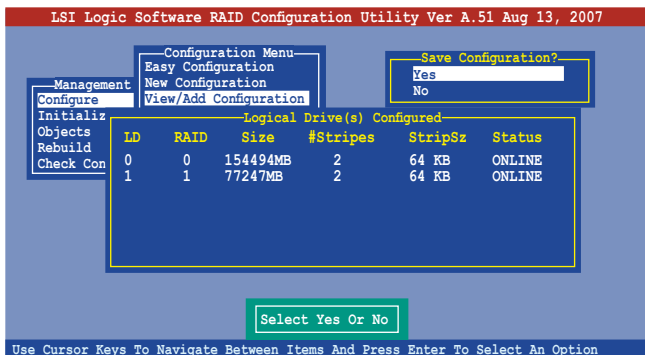 LSI Logic Software RAID Configuration Utility Ver A.51 Aug 13, 2007
Configuration Menu
Easy Configuration
New Configuration
View/Add Configuration
Save Configuration?
Yes
No
Management
Configure
Initializ
Objects
Rebuild
Check Con
Logical Drive(s) Configured
LD RAID Size #Stripes StripSz Status
0 0 154494MB 2 64 KB ONLINE
1 1 77247MB 2 64 KB ONLINE
Select Yes Or No
Use Cursor Keys To Navigate Between Items And Press Enter To Select An Option